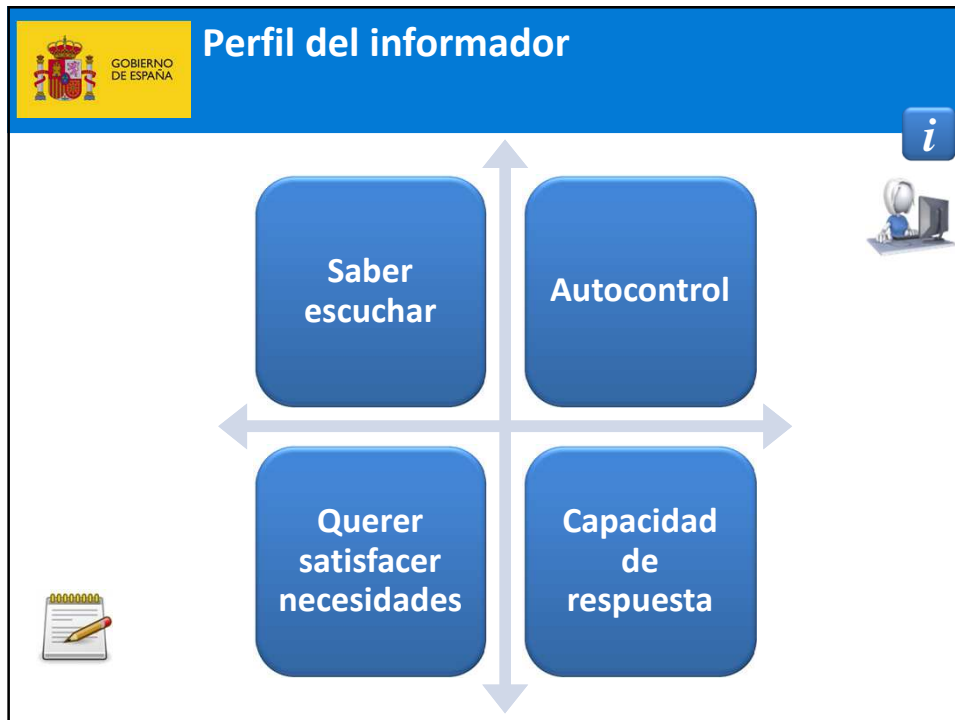 GOBIERNO
DE ESPAÑA
Perfil del informador
i
Saber
escuchar
Autocontrol
Querer
satisfacer
necesidades
Capacidad
de
respuesta